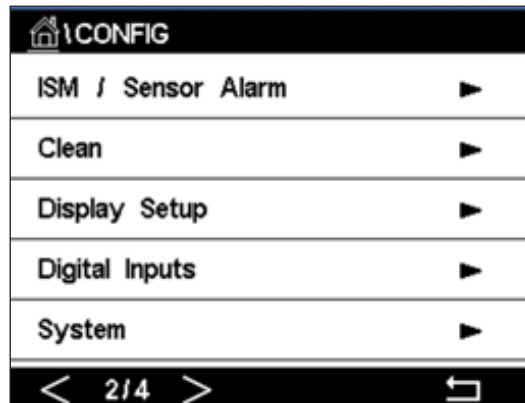 \CONFIG
ISM / Sensor Alarm
Clean
Display Setup
Digital Inputs
System
< 2/4 >